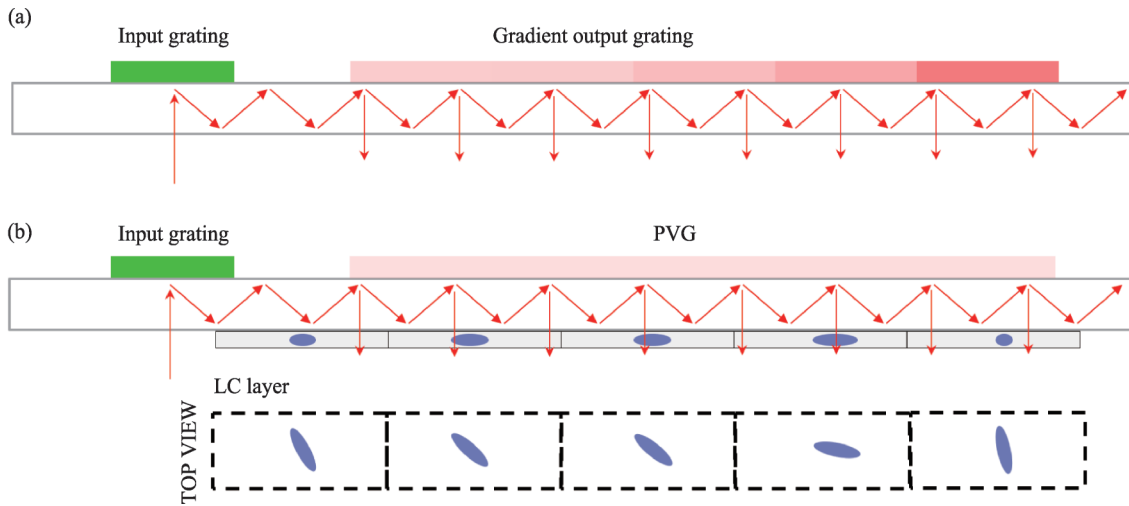 (a)
Input grating
Gradient output grating
(b)
Input grating
PVG
LC layer
TOP VIEW